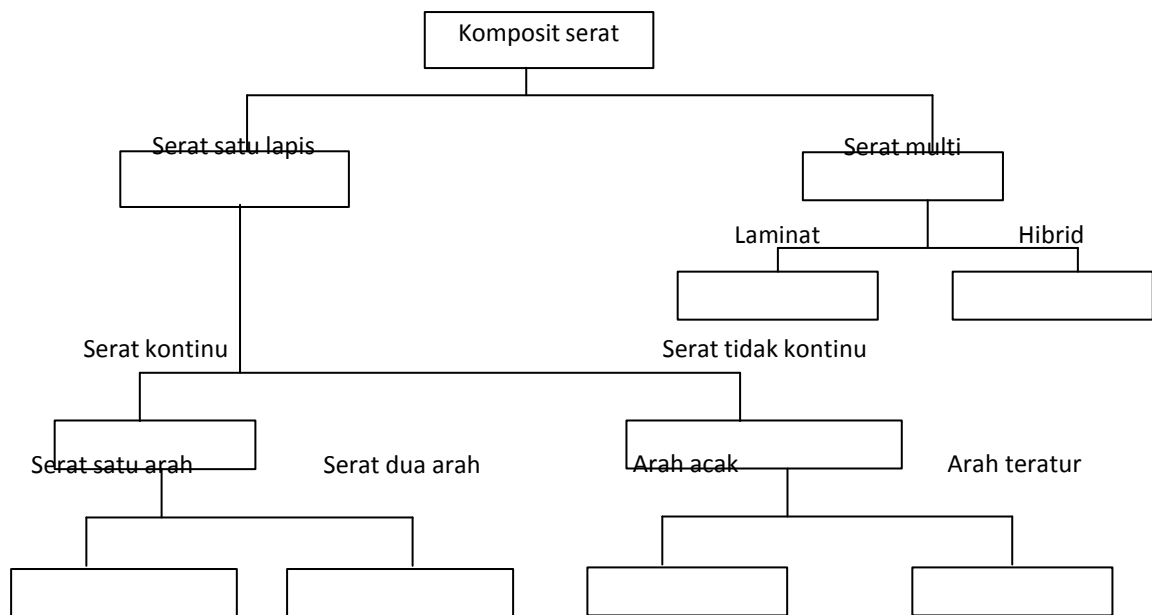 Komposit serat
Serat satu lapis
Serat multi
Laminat
Hibrid
Serat kontinu
Serat tidak kontinu
Serat satu arah
Serat dua arah
Arah acak
Arah teratur